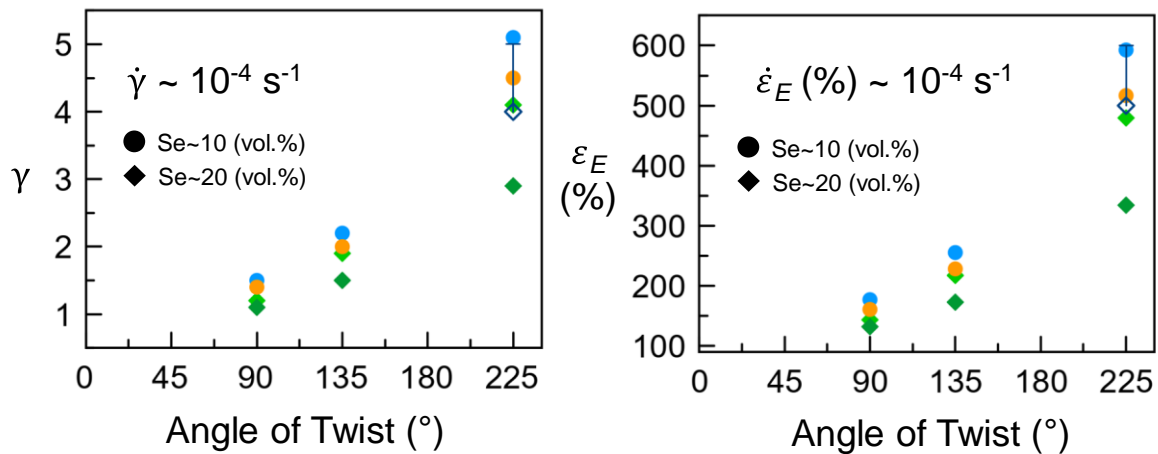 5
4
3
2
1
γ
γ̇ ~ 10⁻⁴ s⁻¹
Se~10 (vol.%)
Se~20 (vol.%)
0 45 90 135 180 225
Angle of Twist (°)
600
500
400
300
200
100
ε_E
(%)
ε̇_E (%) ~ 10⁻⁴ s⁻¹
Se~10 (vol.%)
Se~20 (vol.%)
0 45 90 135 180 225
Angle of Twist (°)